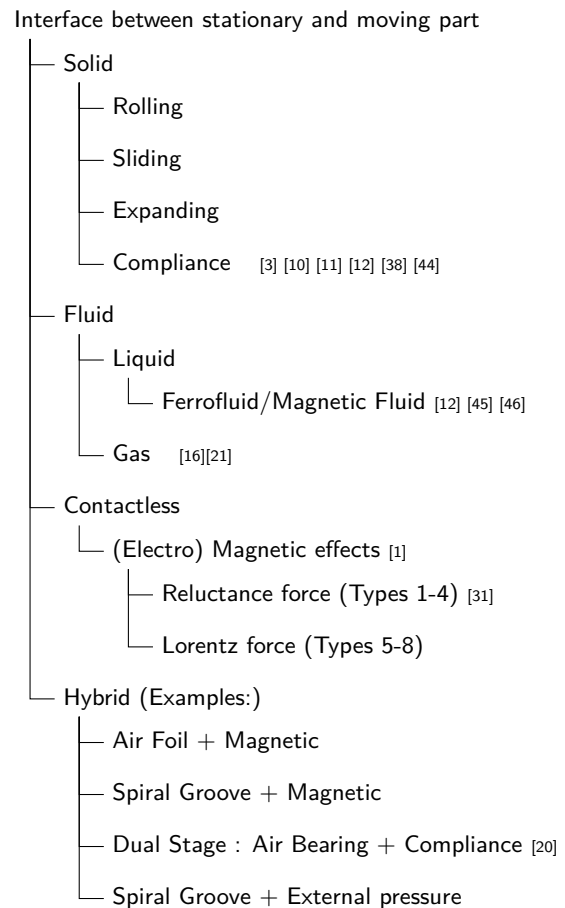 Interface between stationary and moving part
Solid
Rolling
Sliding
Expanding
Compliance [3] [10] [11] [12] [38] [44]
Fluid
Liquid
Ferrofluid/Magnetic Fluid [12] [45] [46]
Gas [16][21]
Contactless
(Electro) Magnetic effects [1]
Reluctance force (Types 1-4) [31]
Lorentz force (Types 5-8)
Hybrid (Examples:)
Air Foil + Magnetic
Spiral Groove + Magnetic
Dual Stage : Air Bearing + Compliance [20]
Spiral Groove + External pressure